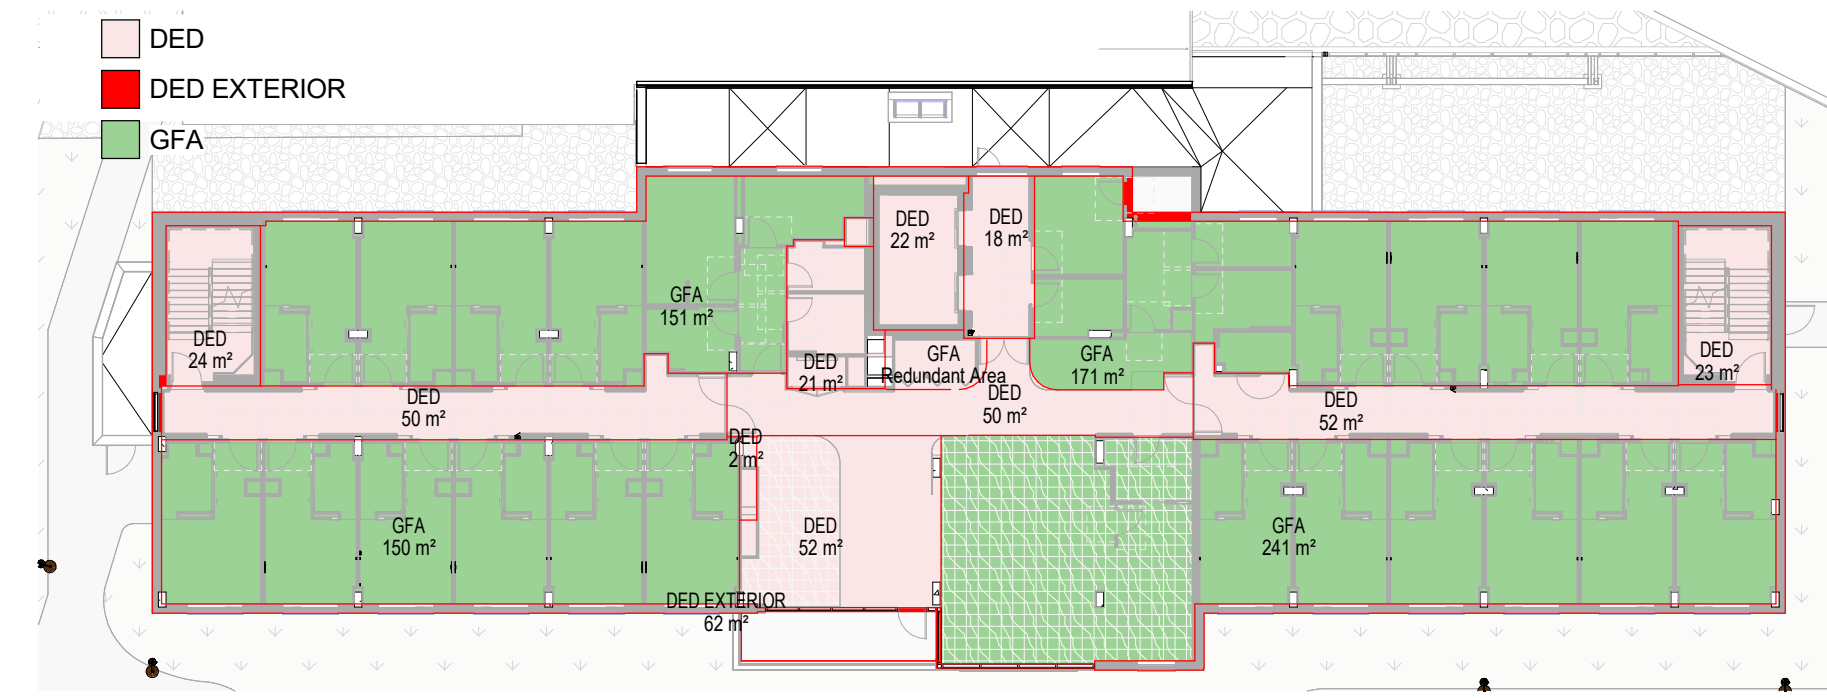 DED
DED EXTERIOR
GFA
DED
22 m²
DED
18 m²
GFA
151 m²
DED
24 m²
DED
21 m²
GFA
Redundant Area
GFA
171 m²
DED
23 m²
DED
50 m²
DED
50 m²
DED
52 m²
DED
2 m²
GFA
150 m²
DED
52 m²
GFA
241 m²
DED EXTERIOR
62 m²